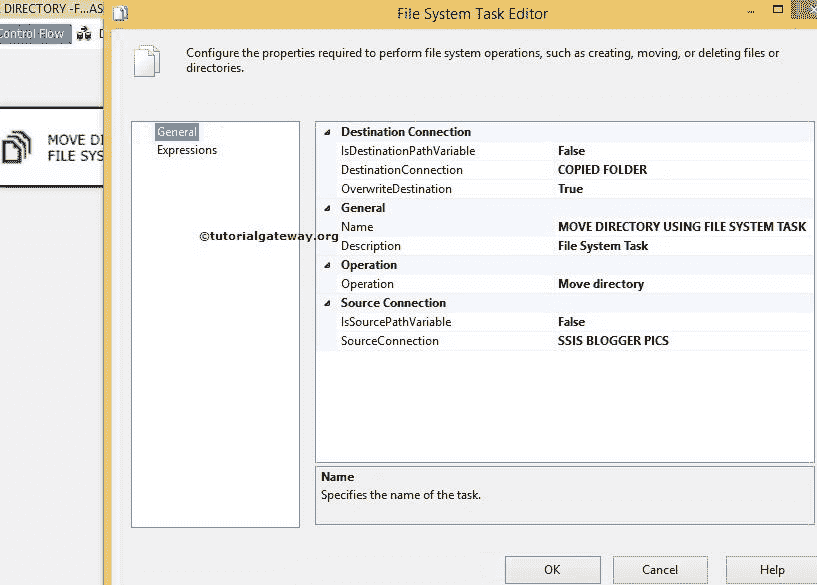 DIRECTORY -F...AS
File System Task Editor
Control Flow
Configure the properties required to perform file system operations, such as creating, moving, or deleting files or
directories.
General
Expressions
MOVE DI
FILE SYS
©tutorialgateway.org
Destination Connection
IsDestinationPathVariable False
DestinationConnection COPIED FOLDER
OverwriteDestination True
General
Name MOVE DIRECTORY USING FILE SYSTEM TASK
Description File System Task
Operation
Operation Move directory
Source Connection
IsSourcePathVariable False
SourceConnection SSIS BLOGGER PICS
Name
Specifies the name of the task.
OK Cancel Help